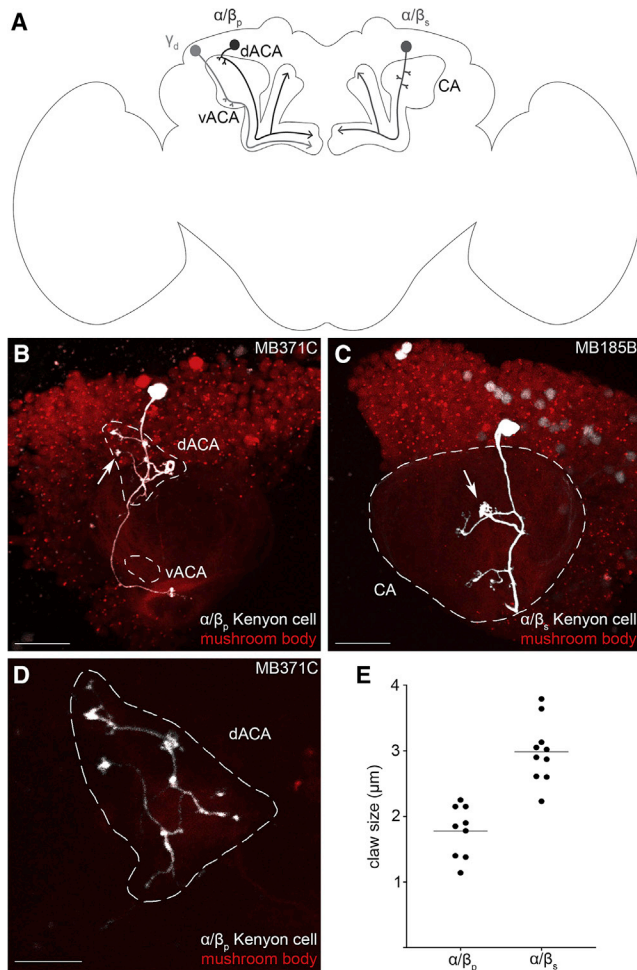 A
α/βp
α/βs
γd
dACA
CA
vACA
B
MB371C
dACA
vACA
α/βp Kenyon cell
mushroom body
C
MB185B
CA
α/βs Kenyon cell
mushroom body
D
MB371C
dACA
α/βp Kenyon cell
mushroom body
E
4
3
2
1
claw size (µm)
α/βp
α/βs